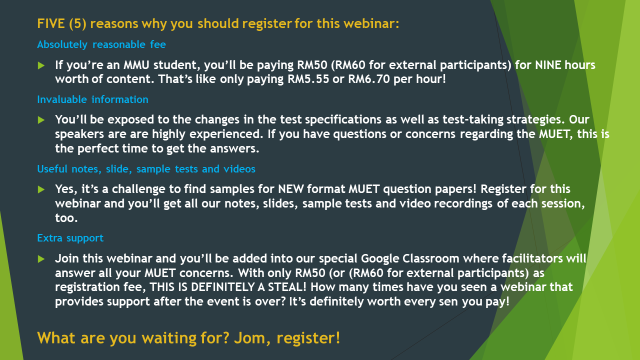 FIVE (5) reasons why you should register for this webinar:
Absolutely reasonable fee
If you're an MMU student, you'll be paying RM50 (RM60 for external participants) for NINE hours
worth of content. That's like only paying RM5.55 or RM6.70 per hour!
Invaluable information
You'll be exposed to the changes in the test specifications as well as test-taking strategies. Our
speakers are are highly experienced. If you have questions or concerns regarding the MUET, this is
the perfect time to get the answers.
Useful notes, slide, sample tests and videos
Yes, it's a challenge to find samples for NEW format MUET question papers! Register for this
webinar and you'll get all our notes, slides, sample tests and video recordings of each session,
too.
Extra support
Join this webinar and you'll be added into our special Google Classroom where facilitators will
answer all your MUET concerns. With only RM50 (or (RM60 for external participants) as
registration fee, THIS IS DEFINITELY A STEAL! How many times have you seen a webinar that
provides support after the event is over? It's definitely worth every sen you pay!
What are you waiting for? Jom, register!